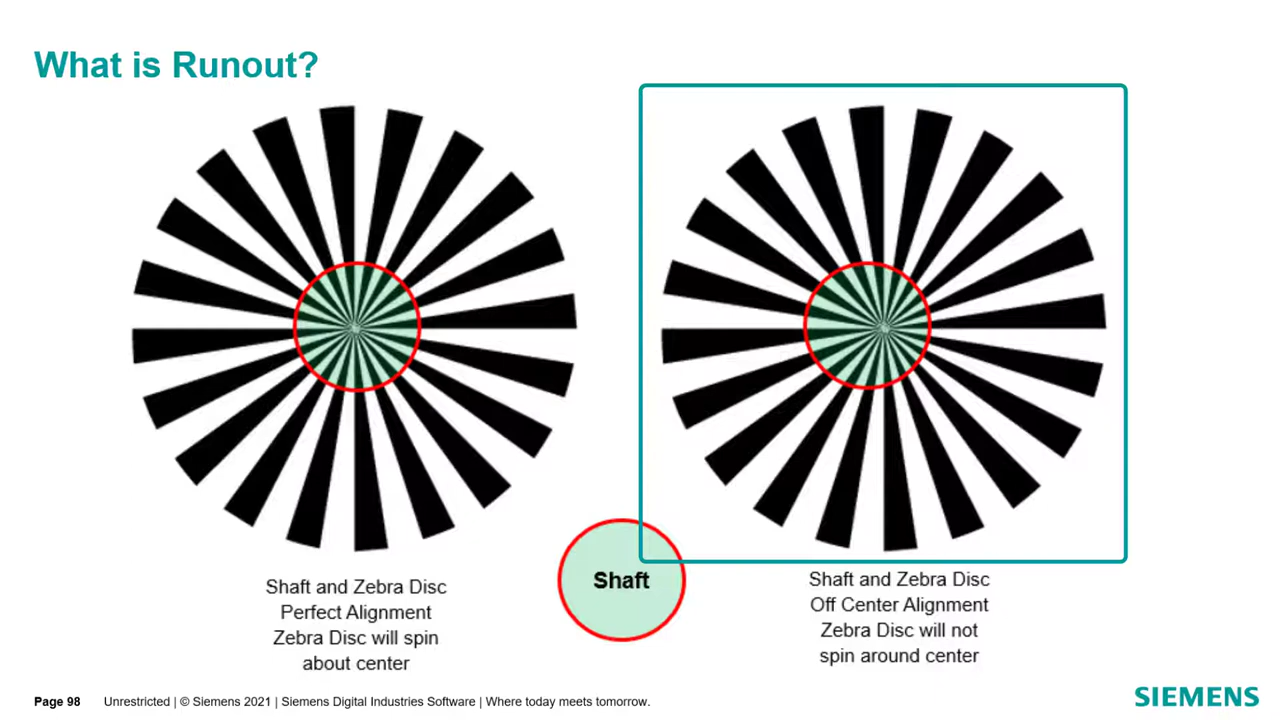 What is Runout?
Shaft and Zebra Disc
Perfect Alignment
Zebra Disc will spin
about center
Shaft
Shaft and Zebra Disc
Off Center Alignment
Zebra Disc will not
spin around center
Page 98 Unrestricted | © Siemens 2021 | Siemens Digital Industries Software | Where today meets tomorrow.
SIEMENS